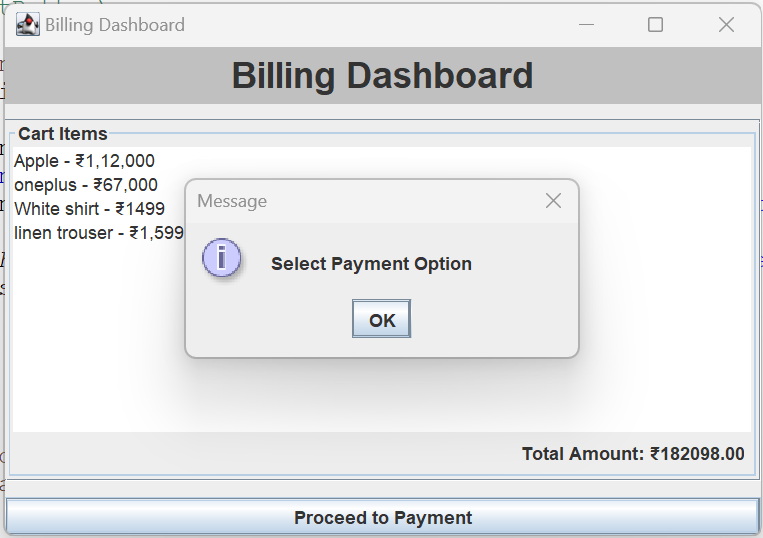 Billing Dashboard
Billing Dashboard
Cart Items
Apple - ₹1,12,000
oneplus - ₹67,000
White shirt - ₹1499
linen trouser - ₹1,599
Message
Select Payment Option
OK
Total Amount: ₹182098.00
Proceed to Payment